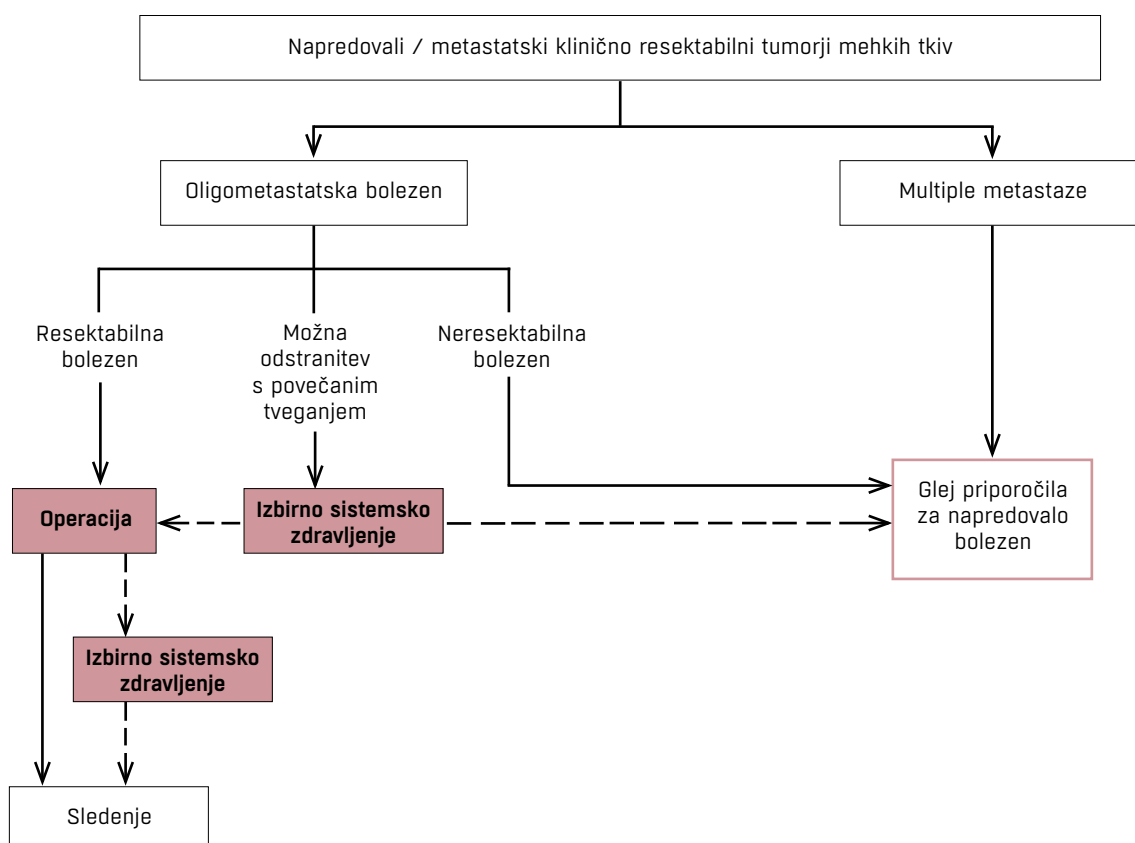 Napredovali / metastatski klinično resektabilni tumorji mehkih tkiv
Oligometastatska bolezen
Multiple metastaze
Resektabilna
bolezen
Možna
odstranitev
s povečanim
tveganjem
Neresektabilna
bolezen
Operacija
Izbirno sistemsko
zdravljenje
Glej priporočila
za napredovalo
bolezen
Izbirno sistemsko
zdravljenje
Sledenje